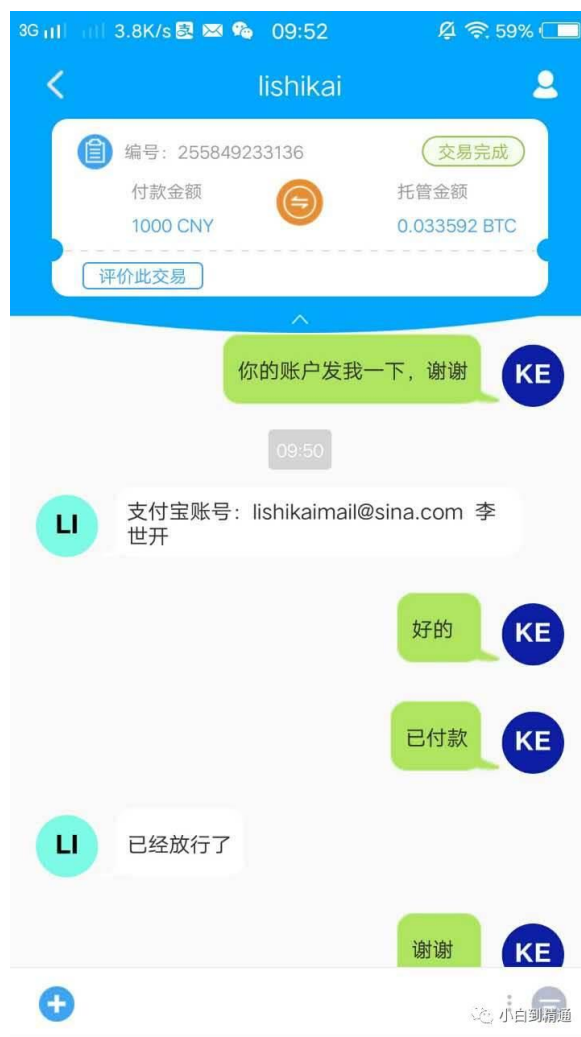 3G 3.8K/s 支 09:52 59%
lishikai
编号：255849233136 交易完成
付款金额 托管金额
1000 CNY 0.033592 BTC
评价此交易
你的账户发我一下，谢谢 KE
09:50
LI 支付宝账号：lishikaimail@sina.com 李
世开
好的 KE
已付款 KE
LI 已经放行了
谢谢 KE
小白到精通